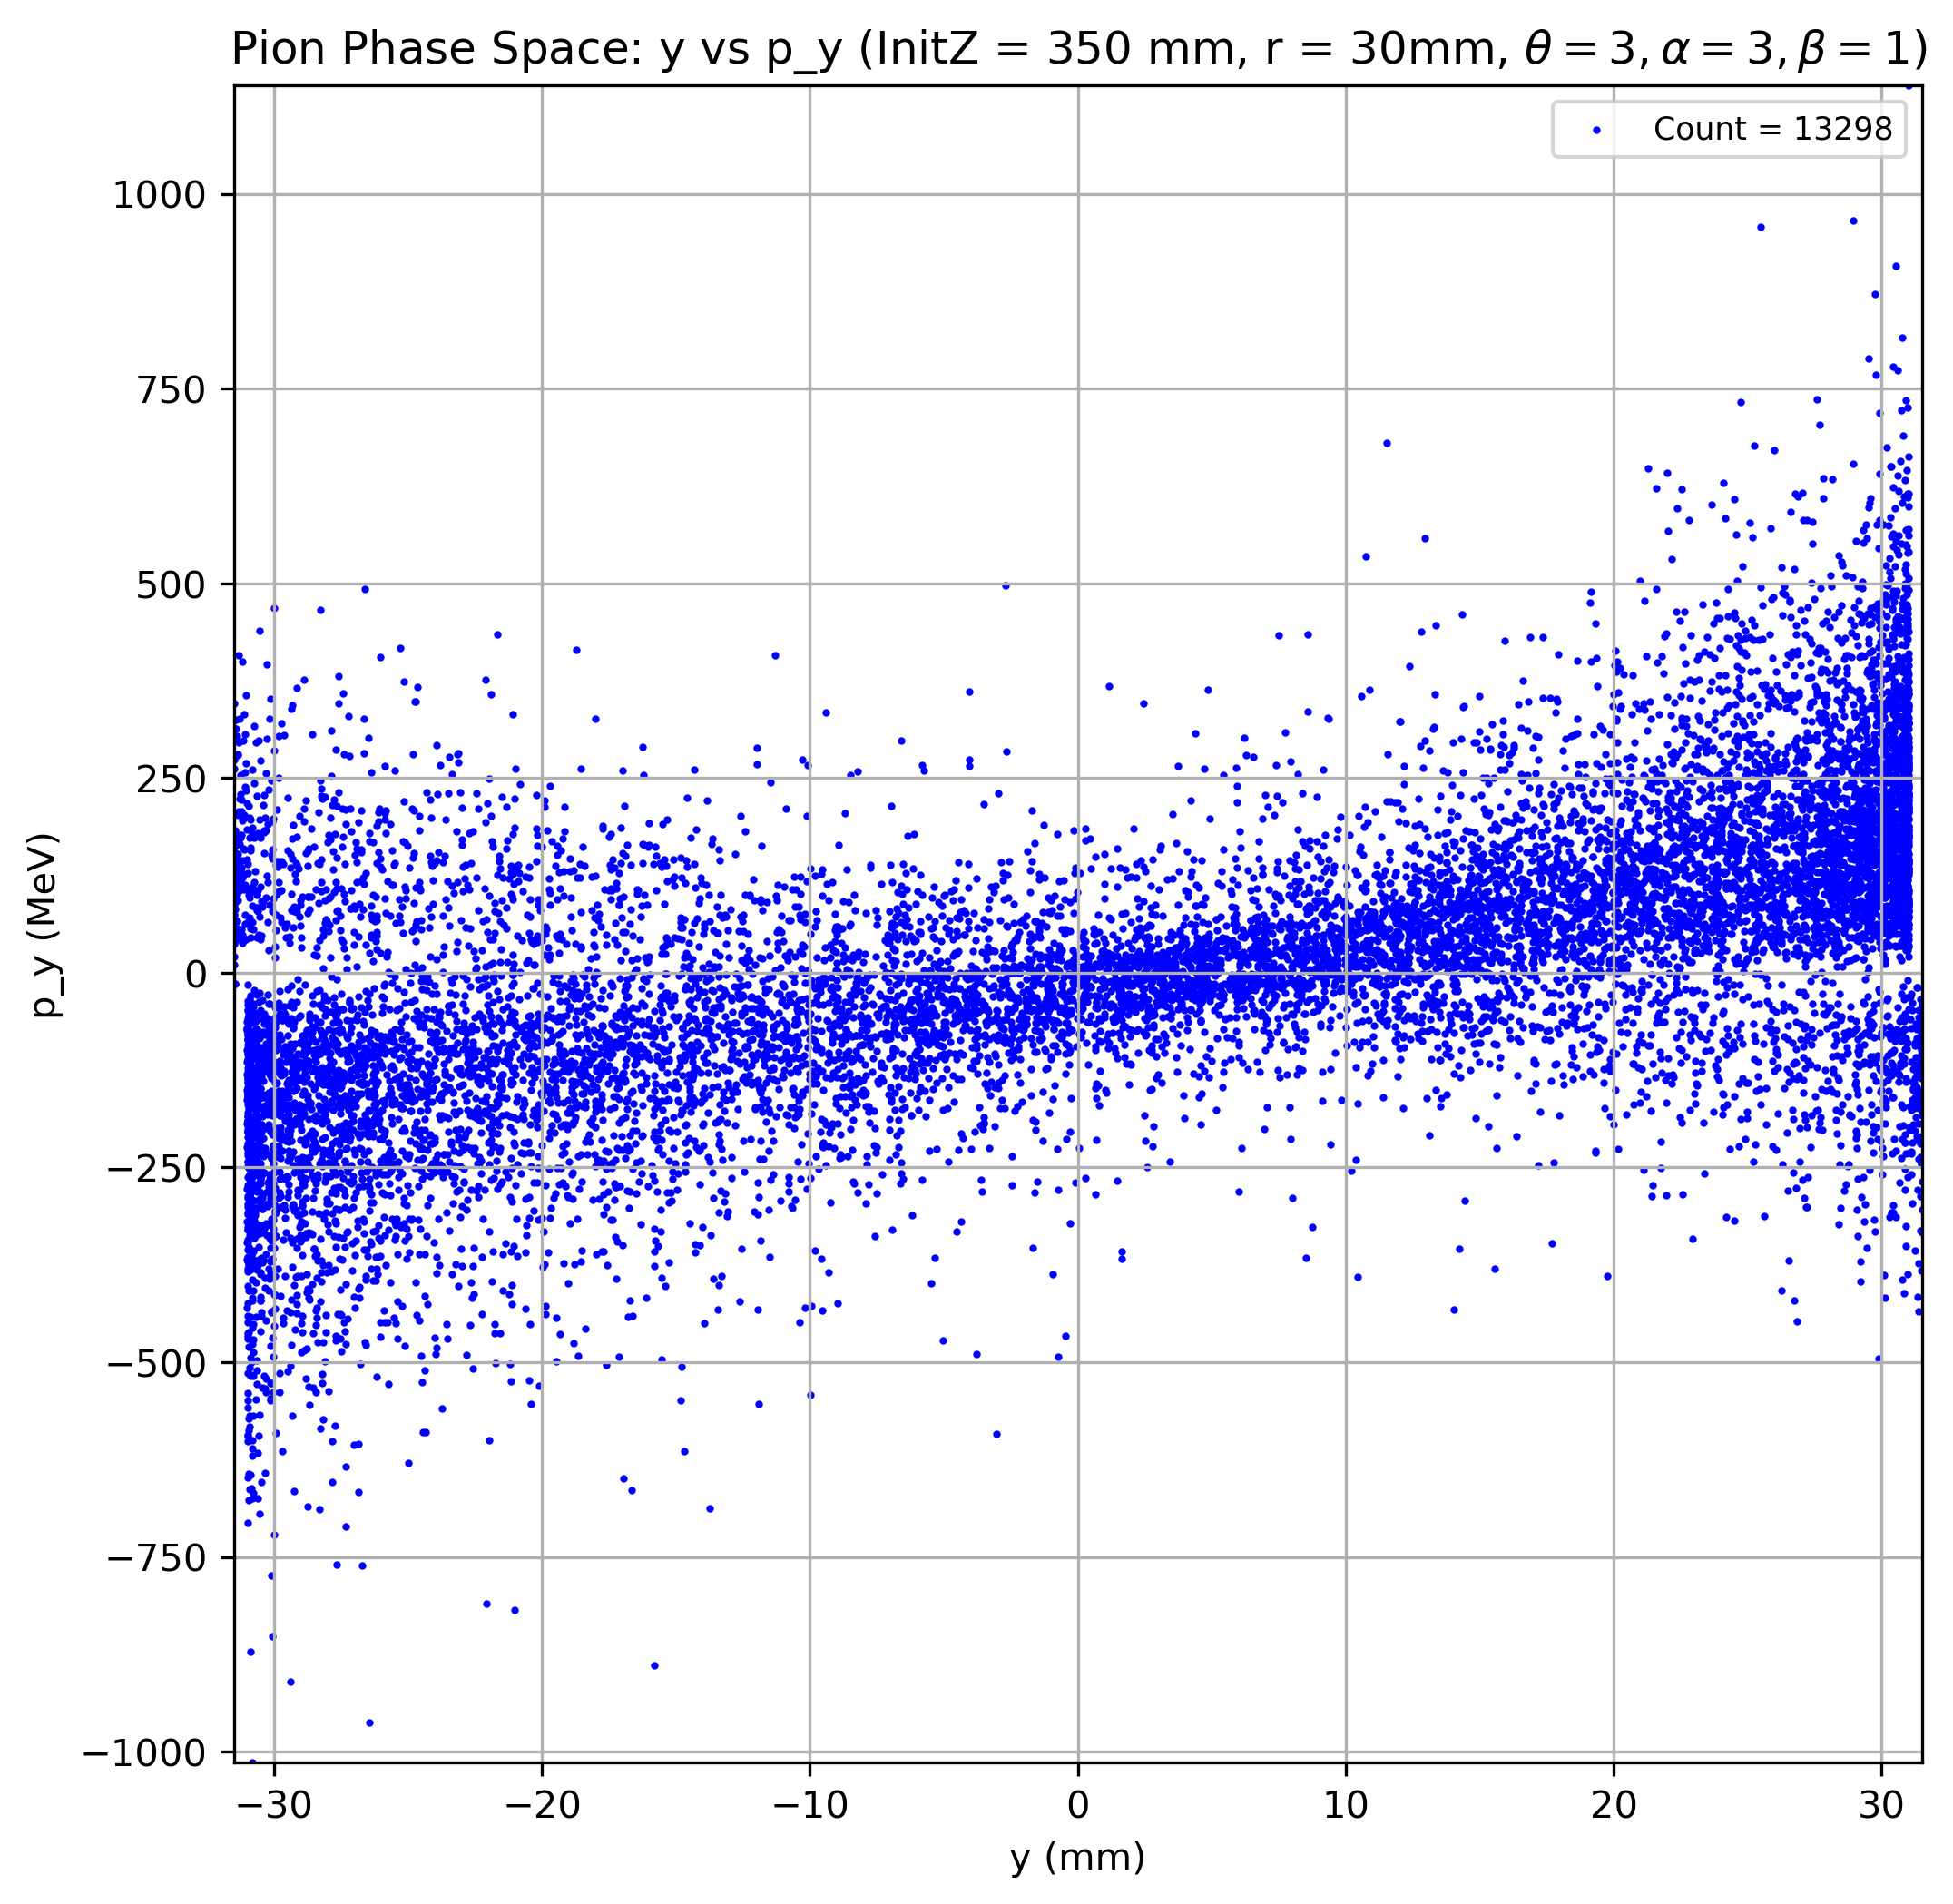 Pion Phase Space: y vs p_y (InitZ = 350 mm, r = 30mm, θ = 3, α = 3, β = 1)
Count = 13298
1000
750
500
250
0
−250
−500
−750
−1000
p_y (MeV)
−30 −20 −10 0 10 20 30
y (mm)